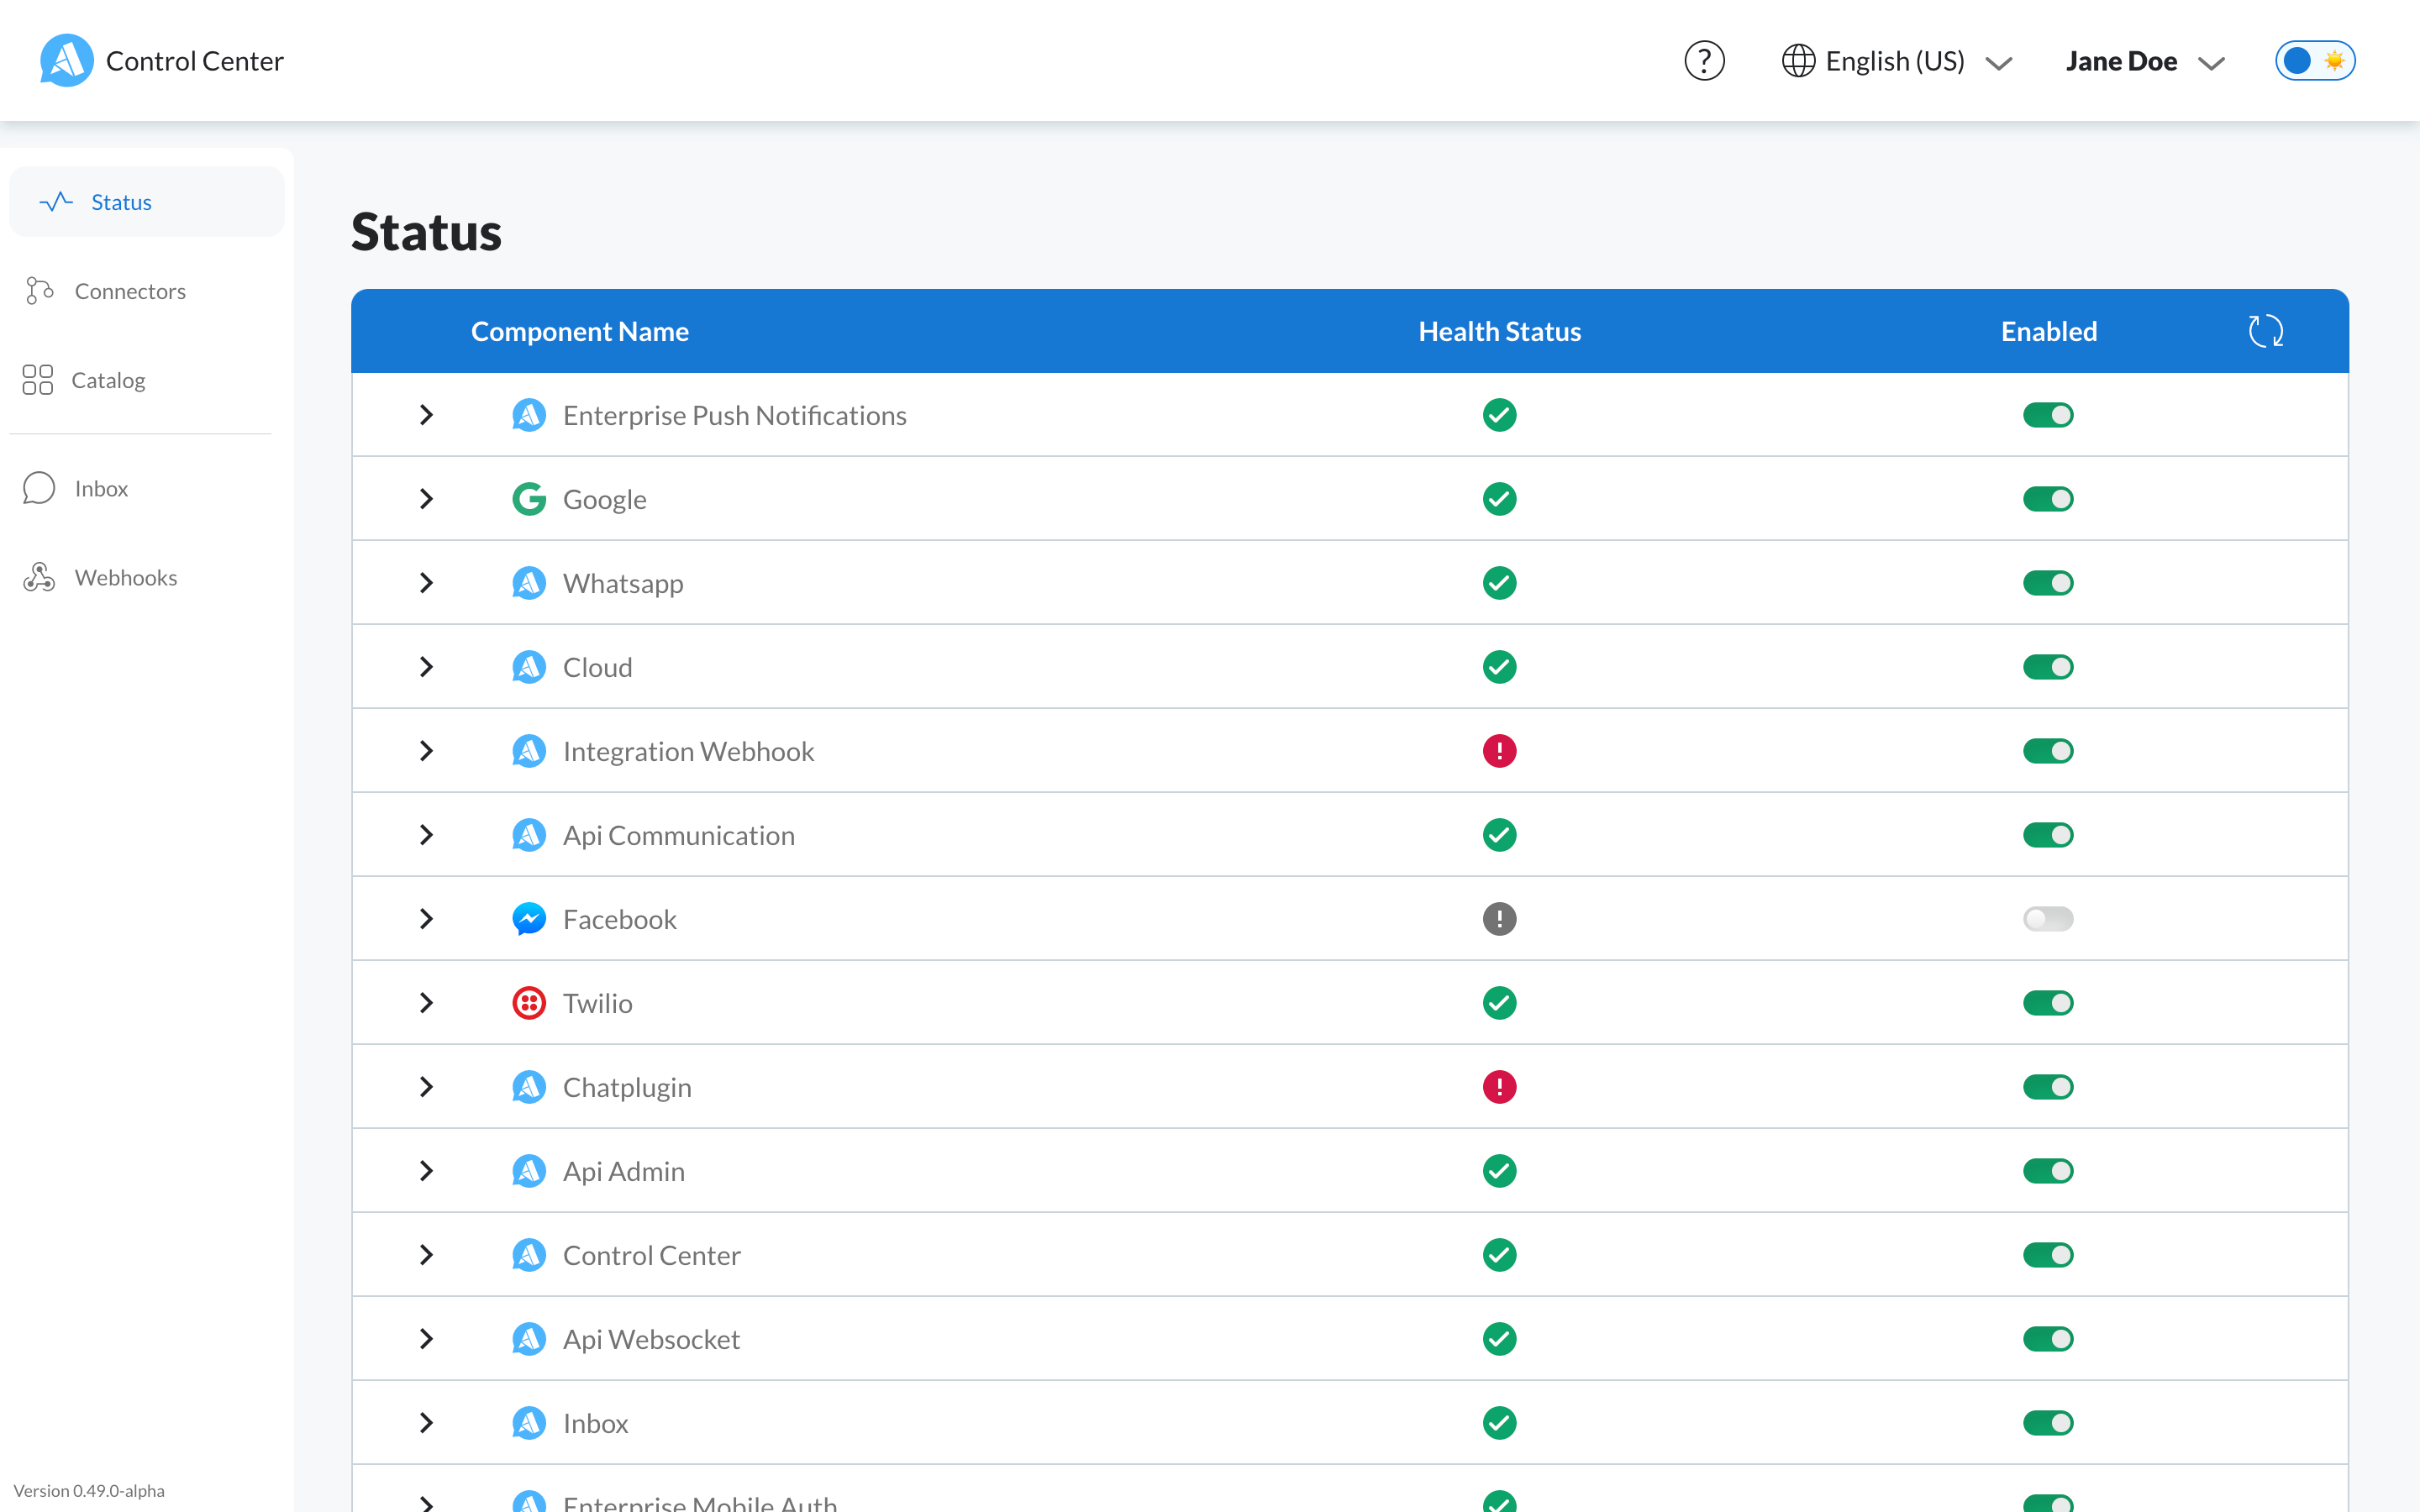 Control Center
? English (US) Jane Doe
Status
Connectors
Catalog
Inbox
Webhooks
Version 0.49.0-alpha
Status
Component Name Health Status Enabled
Enterprise Push Notifications
Google
Whatsapp
Cloud
Integration Webhook
Api Communication
Facebook
Twilio
Chatplugin
Api Admin
Control Center
Api Websocket
Inbox
Enterprise Mobile Auth